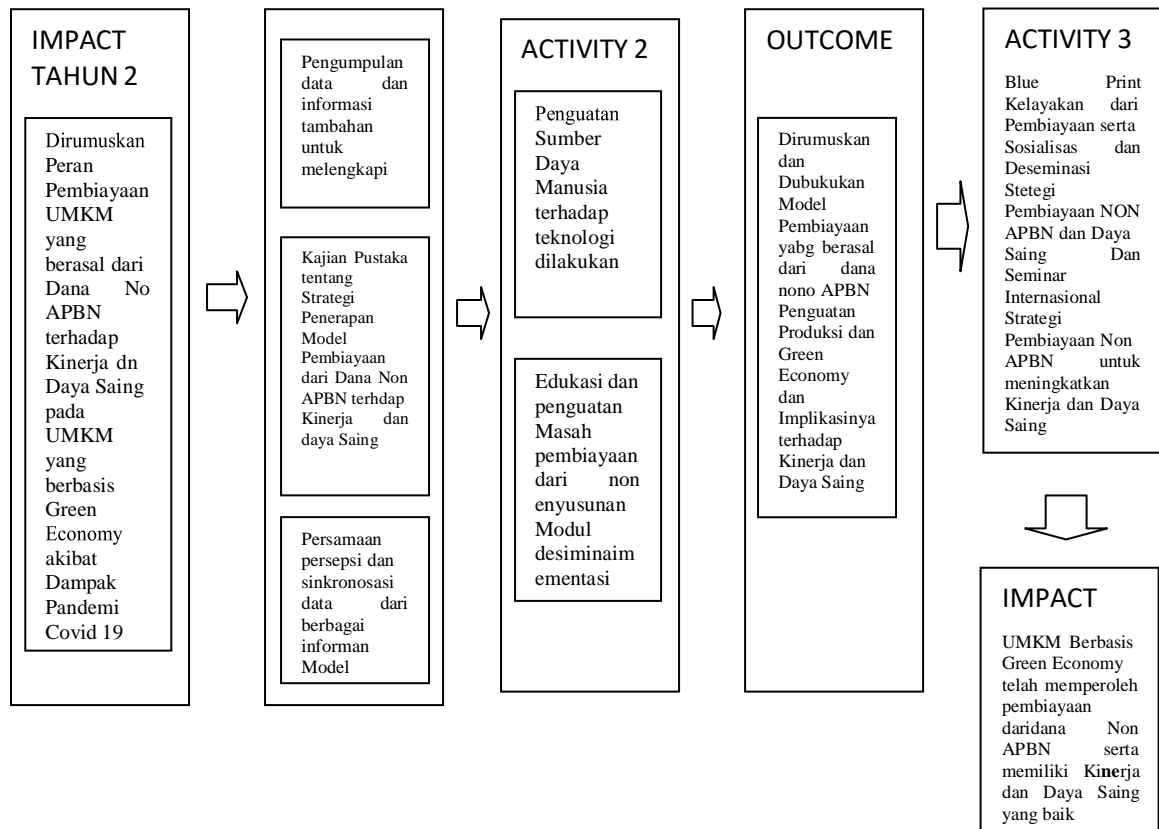 IMPACT
TAHUN 2
Dirumuskan
Peran
Pembiayaan
UMKM
yang
berasal dari
Dana No
APBN
terhadap
Kinerja dn
Daya Saing
pada
UMKM
yang
berbasis
Green
Economy
akibat
Dampak
Pandemi
Covid 19
Pengumpulan
data dan
informasi
tambahan
untuk
melengkapi
Kajian Pustaka
tentang
Strategi
Penerapan
Model
Pembiayaan
dari Dana Non
APBN terhdap
Kinerja dan
daya Saing
Persamaan
persepsi dan
sinkronosasi
data dari
berbagai
informan
Model
ACTIVITY 2
Penguatan
Sumber
Daya
Manusia
terhadap
teknologi
dilakukan
Edukasi dan
penguatan
Masah
pembiayaan
dari non
enyusunan
Modul
desiminaim
ementasi
OUTCOME
Dirumuskan
dan
Dubukukan
Model
Pembiayaan
yabg berasal
dari dana
nono APBN
Penguatan
Produksi dan
Green
Economy
dan
Implikasinya
terhadap
Kinerja dan
Daya Saing
ACTIVITY 3
Blue Print
Kelayakan dari
Pembiayaan serta
Sosialisas dan
Deseminasi
Stetegi
Pembiayaan NON
APBN dan Daya
Saing Dan
Seminar
Internasional
Strategi
Pembiayaan Non
APBN untuk
meningkatkan
Kinerja dan Daya
Saing
IMPACT
UMKM Berbasis
Green Economy
telah memperoleh
pembiayaan
daridana Non
APBN serta
memiliki Kinerja
dan Daya Saing
yang baik